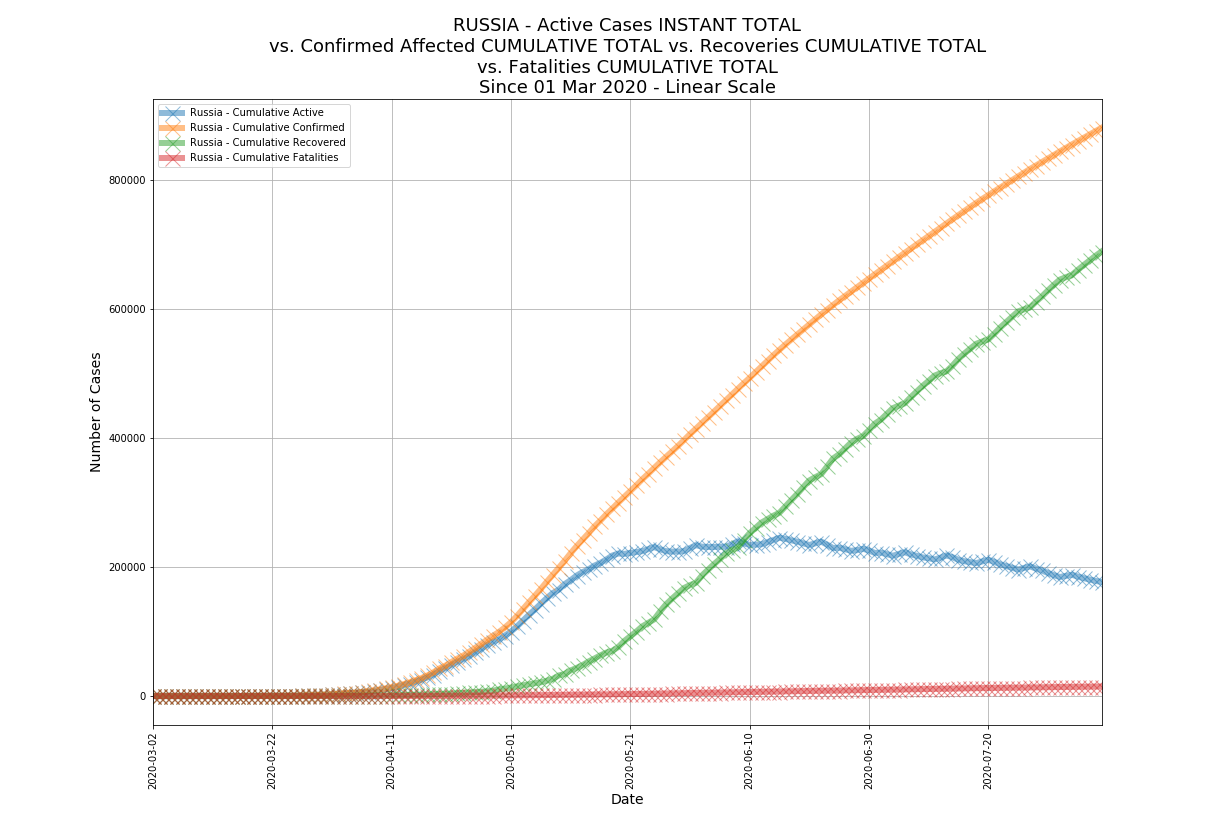 RUSSIA - Active Cases INSTANT TOTAL
vs. Confirmed Affected CUMULATIVE TOTAL vs. Recoveries CUMULATIVE TOTAL
vs. Fatalities CUMULATIVE TOTAL
Since 01 Mar 2020 - Linear Scale
Russia - Cumulative Active
Russia - Cumulative Confirmed
Russia - Cumulative Recovered
Russia - Cumulative Fatalities
Number of Cases
800000
600000
400000
200000
0
2020-03-02
2020-03-22
2020-04-11
2020-05-01
2020-05-21
2020-06-10
2020-06-30
2020-07-20
Date